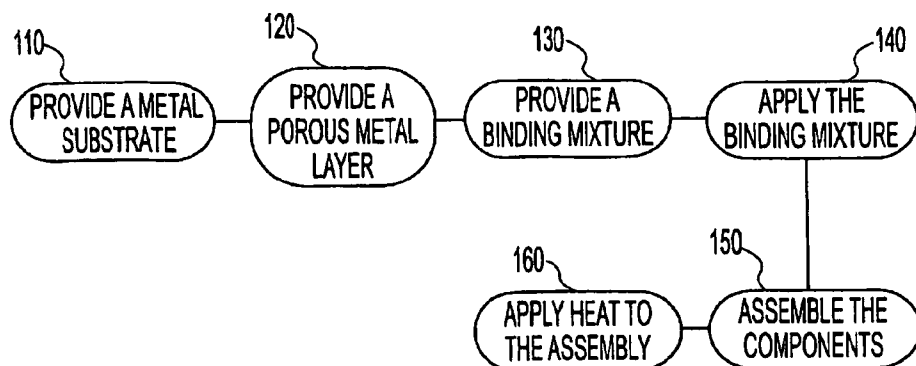 110
PROVIDE A METAL
SUBSTRATE
120
PROVIDE A
POROUS METAL
LAYER
130
PROVIDE A
BINDING MIXTURE
140
APPLY THE
BINDING MIXTURE
150
ASSEMBLE THE
COMPONENTS
160
APPLY HEAT TO
THE ASSEMBLY